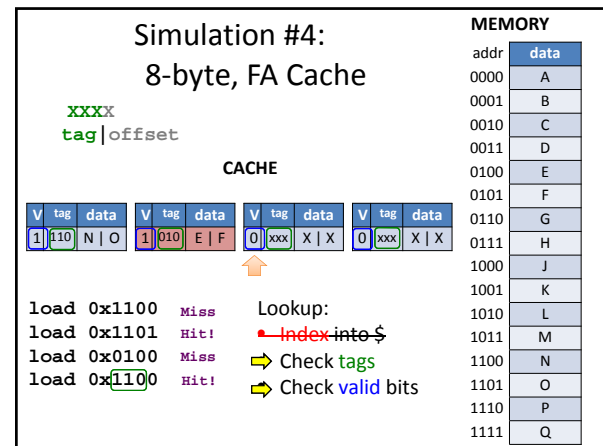 Simulation #4:
8-byte, FA Cache
xxxx
tag|offset
CACHE
V tag data V tag data V tag data V tag data
1 110 N | O 1 010 E | F 0 xxx X | X 0 xxx X | X
load 0x1100 Miss
load 0x1101 Hit!
load 0x0100 Miss
load 0x1100 Hit!
Lookup:
• Index into $
Check tags
Check valid bits
MEMORY
addr data
0000 A
0001 B
0010 C
0011 D
0100 E
0101 F
0110 G
0111 H
1000 J
1001 K
1010 L
1011 M
1100 N
1101 O
1110 P
1111 Q